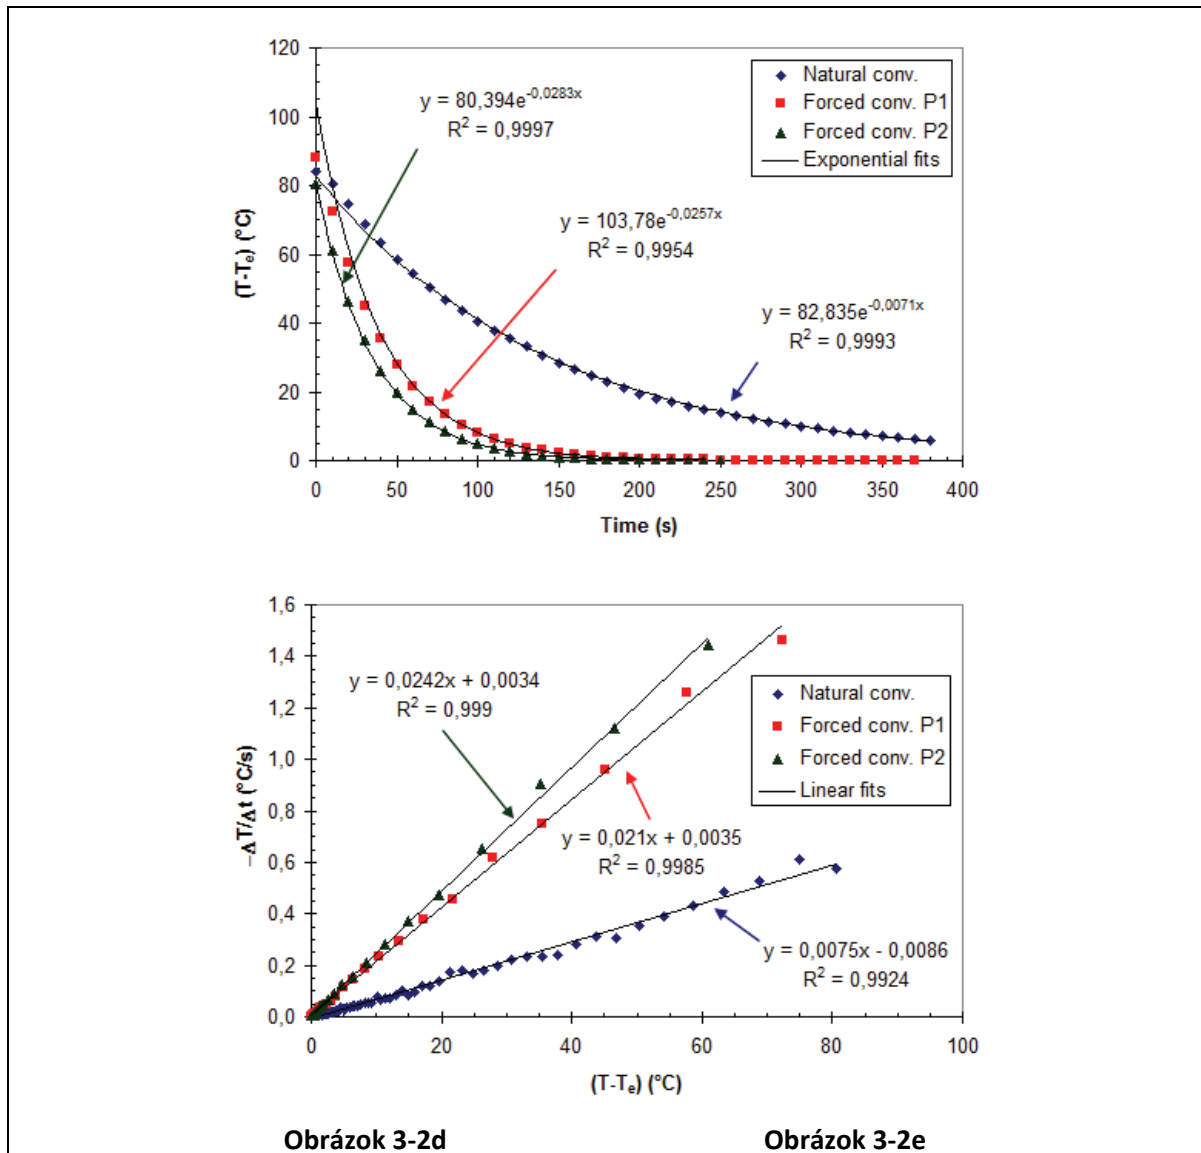 120
100
80
60
40
20
0
(T-Tₑ) (°C)
Natural conv.
Forced conv. P1
Forced conv. P2
Exponential fits
y = 80,394e^-0,0283x
R² = 0,9997
y = 103,78e^-0,0257x
R² = 0,9954
y = 82,835e^-0,0071x
R² = 0,9993
0 50 100 150 200 250 300 350 400
Time (s)
1,6
1,4
1,2
1,0
0,8
0,6
0,4
0,2
0,0
-ΔT/Δt (°C/s)
y = 0,0242x + 0,0034
R² = 0,999
Natural conv.
Forced conv. P1
Forced conv. P2
Linear fits
y = 0,021x + 0,0035
R² = 0,9985
y = 0,0075x - 0,0086
R² = 0,9924
0 20 40 60 80 100
(T-Tₑ) (°C)
Obrázok 3-2d Obrázok 3-2e